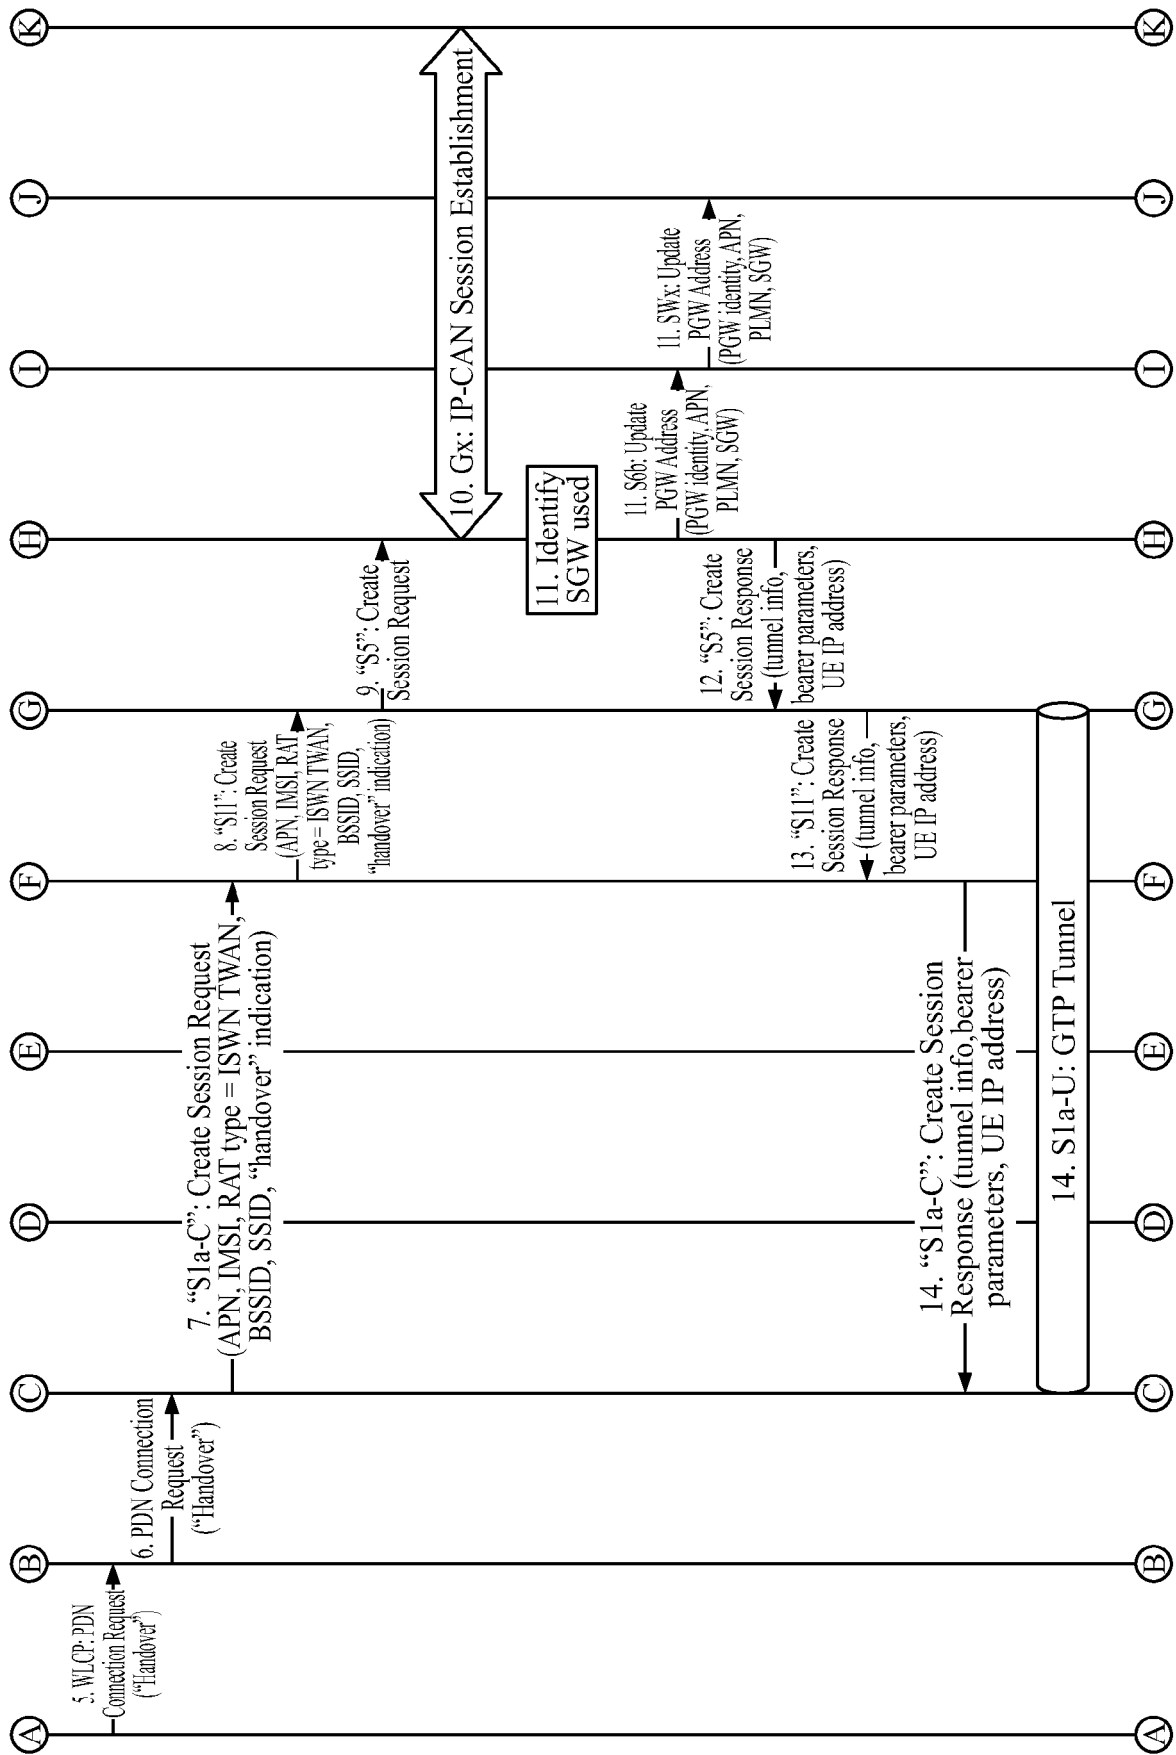 A
B
C
D
E
F
G
H
I
J
K
5. WLCP: PDN
Connection Request
("Handover")
6. PDN Connection
Request
("Handover")
7. “S1a-C”: Create Session Request
(APN, IMSI, RAT type = ISWN TWAN,
BSSID, SSID, “handover” indication)
8. “S11”: Create
Session Request
(APN, IMSI, RAT
type = ISWN TWAN,
BSSID, SSID,
“handover” indication)
9. “S5”: Create
Session Request
10. Gx: IP-CAN Session Establishment
11. Identify
SGW used
11. S6b: Update
PGW Address
(PGW identity, APN,
PLMN, SGW)
11. SWx: Update
PGW Address
(PGW identity, APN,
PLMN, SGW)
12. “S5”: Create
Session Response
(tunnel info,
bearer parameters,
UE IP address)
13. “S11”: Create
Session Response
(tunnel info,
bearer parameters,
UE IP address)
14. “S1a-C”: Create Session
Response (tunnel info,bearer
parameters, UE IP address)
14. S1a-U: GTP Tunnel
A
B
C
D
E
F
G
H
I
J
K